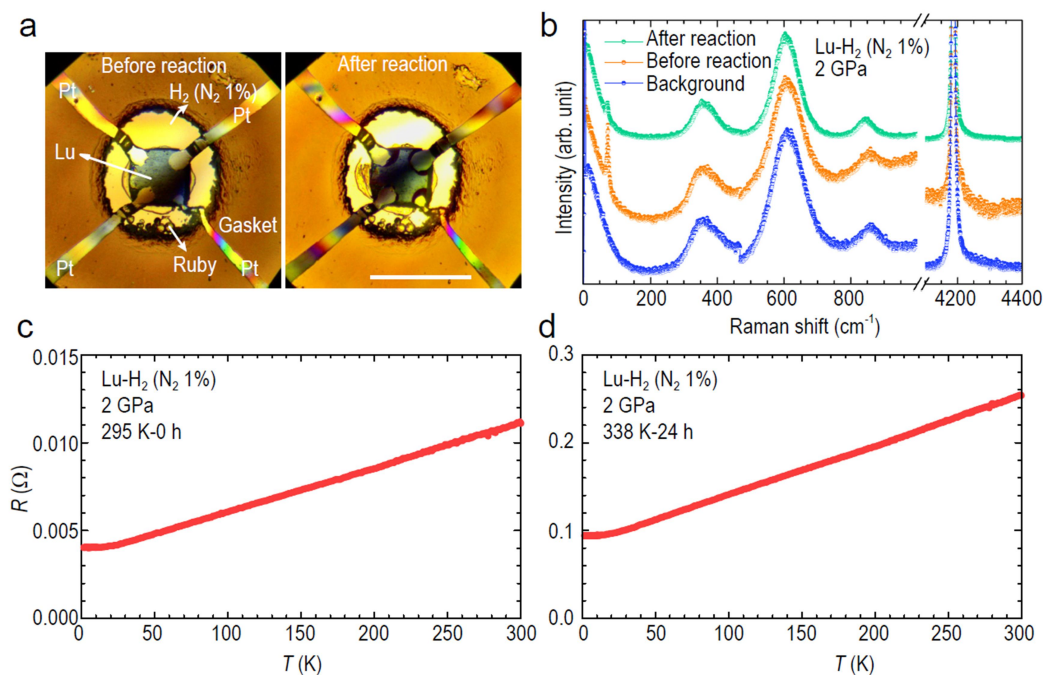 a
Before reaction
H₂ (N₂ 1%)
Pt
Pt
Lu
Gasket
Ruby
Pt
Pt
After reaction
b
Intensity (arb. unit)
After reaction
Before reaction
Background
Lu-H₂ (N₂ 1%)
2 GPa
0 200 400 600 800 4200 4400
Raman shift (cm⁻¹)
c
R (Ω)
0.015
0.010
0.005
0.000
Lu-H₂ (N₂ 1%)
2 GPa
295 K-0 h
0 50 100 150 200 250 300
T (K)
d
0.3
0.2
0.1
0.0
Lu-H₂ (N₂ 1%)
2 GPa
338 K-24 h
0 50 100 150 200 250 300
T (K)